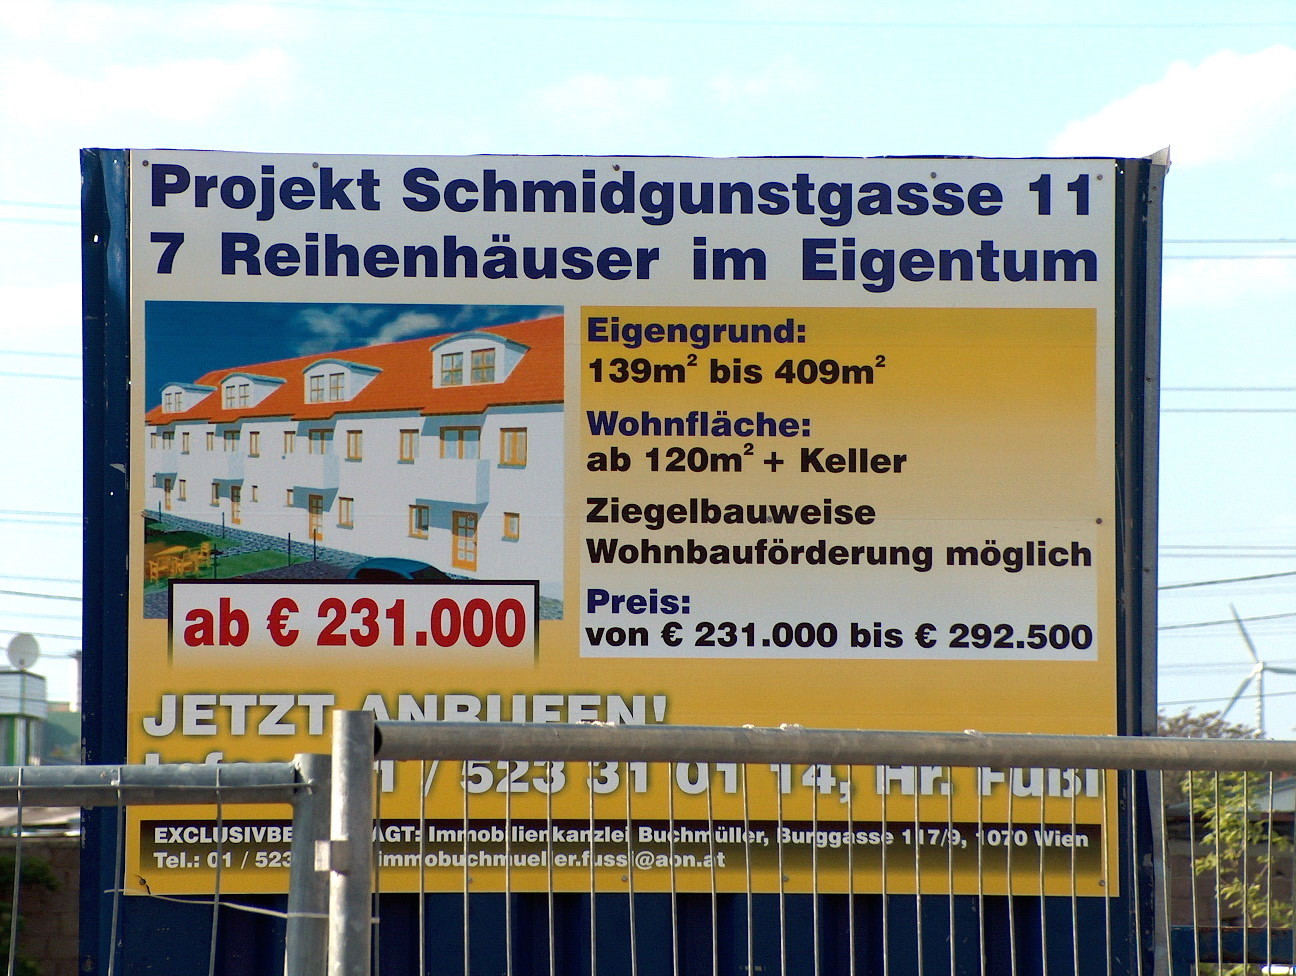 Projekt Schmidgunstgasse 11
7 Reihenhäuser im Eigentum
Eigengrund:
139m² bis 409m²
Wohnfläche:
ab 120m² + Keller
Ziegelbauweise
Wohnbauförderung möglich
Preis:
von € 231.000 bis € 292.500
ab € 231.000
JETZT ANRUFEN!
/ 523 31 01 14, Hr. Fußl
Immobilienkanzlei Buchmüller, Burggasse 117/9, 1070 Wien
Tel.: 01 / 523 immobuchmueller.fussl@aon.at